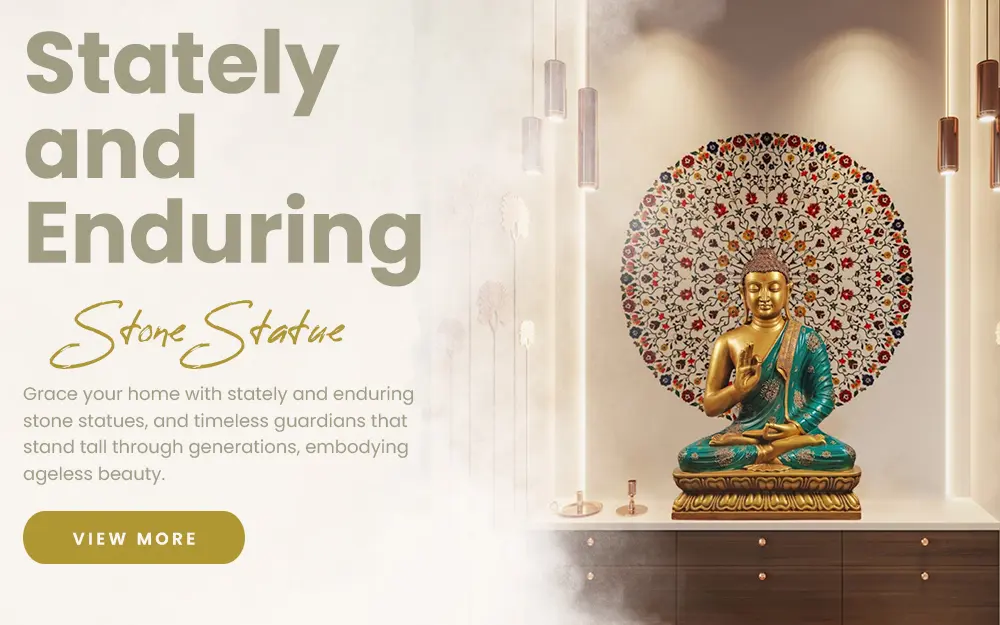 Stately
and
Enduring
Stone Statue
Grace your home with stately and enduring
stone statues, and timeless guardians that
stand tall through generations, embodying
ageless beauty.
VIEW MORE